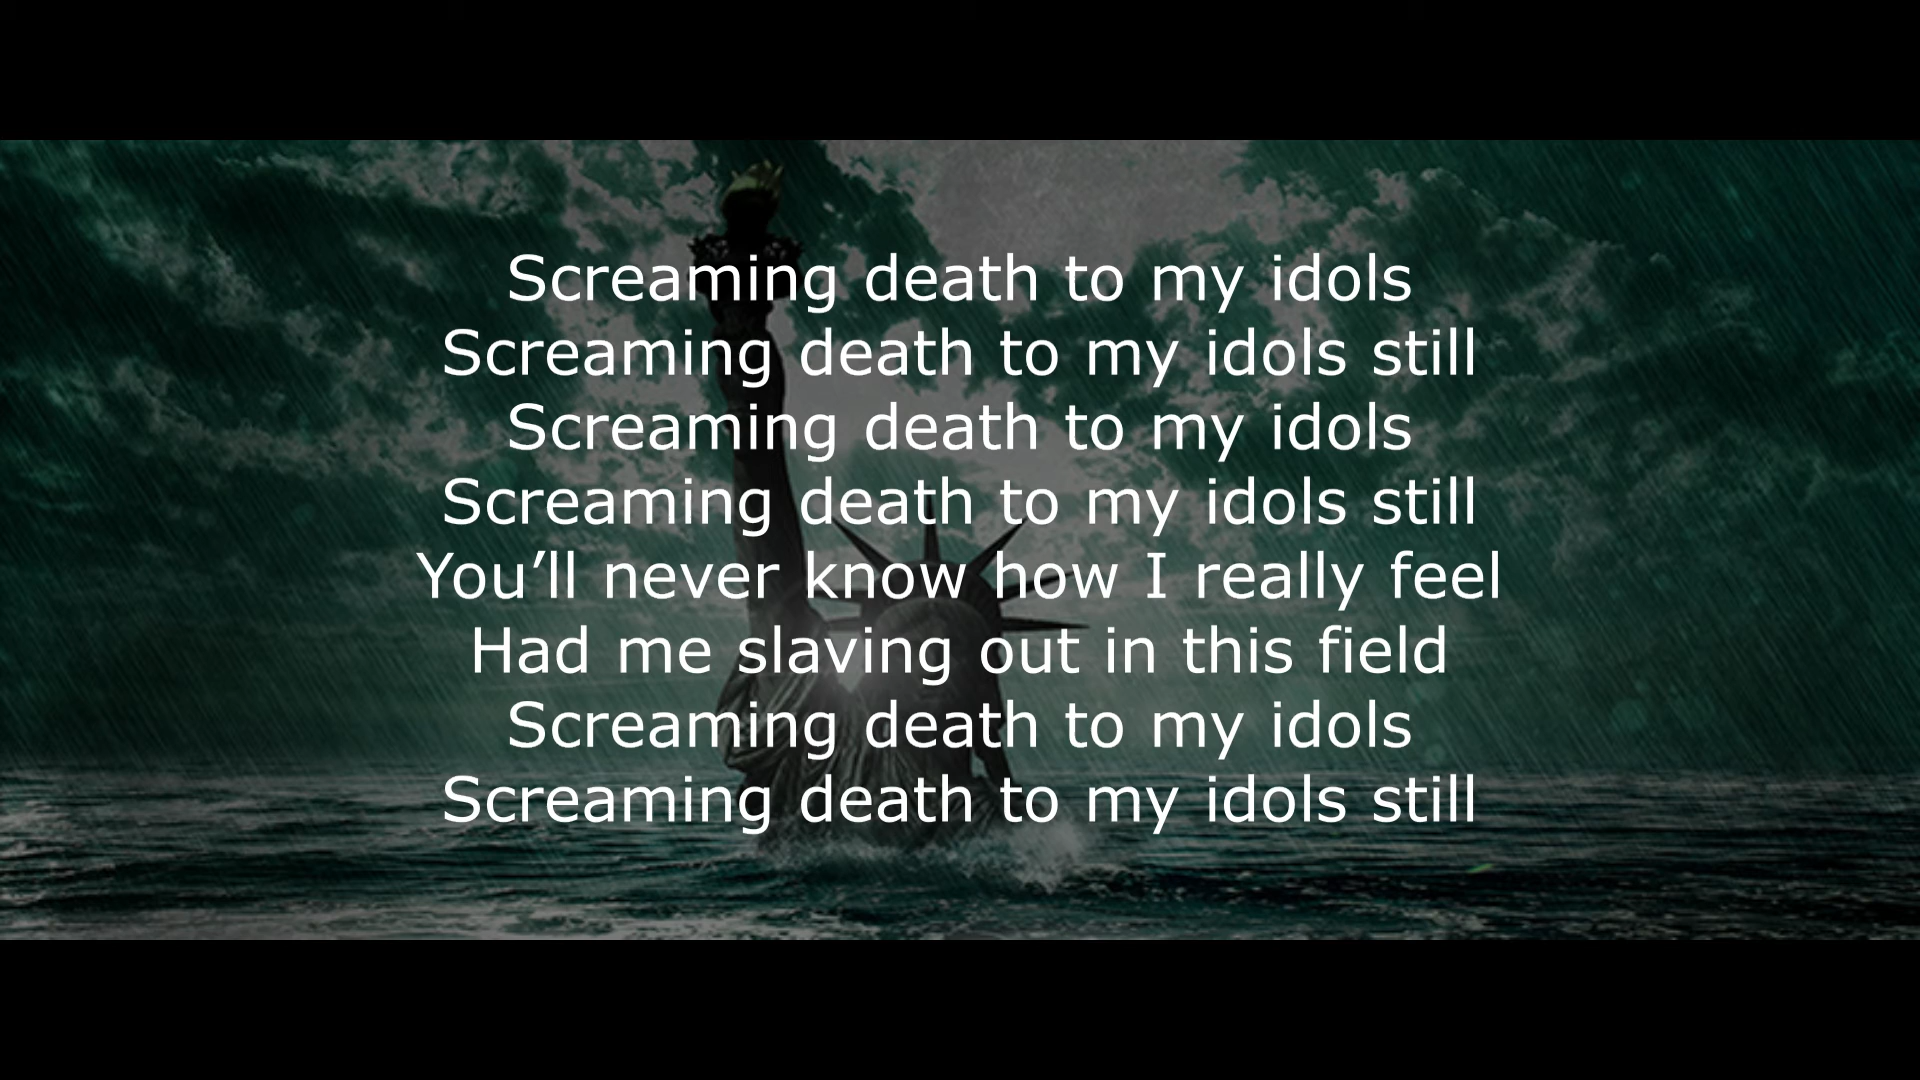 Screaming death to my idols
Screaming death to my idols still
Screaming death to my idols
Screaming death to my idols still
You’ll never know how I really feel
Had me slaving out in this field
Screaming death to my idols
Screaming death to my idols still